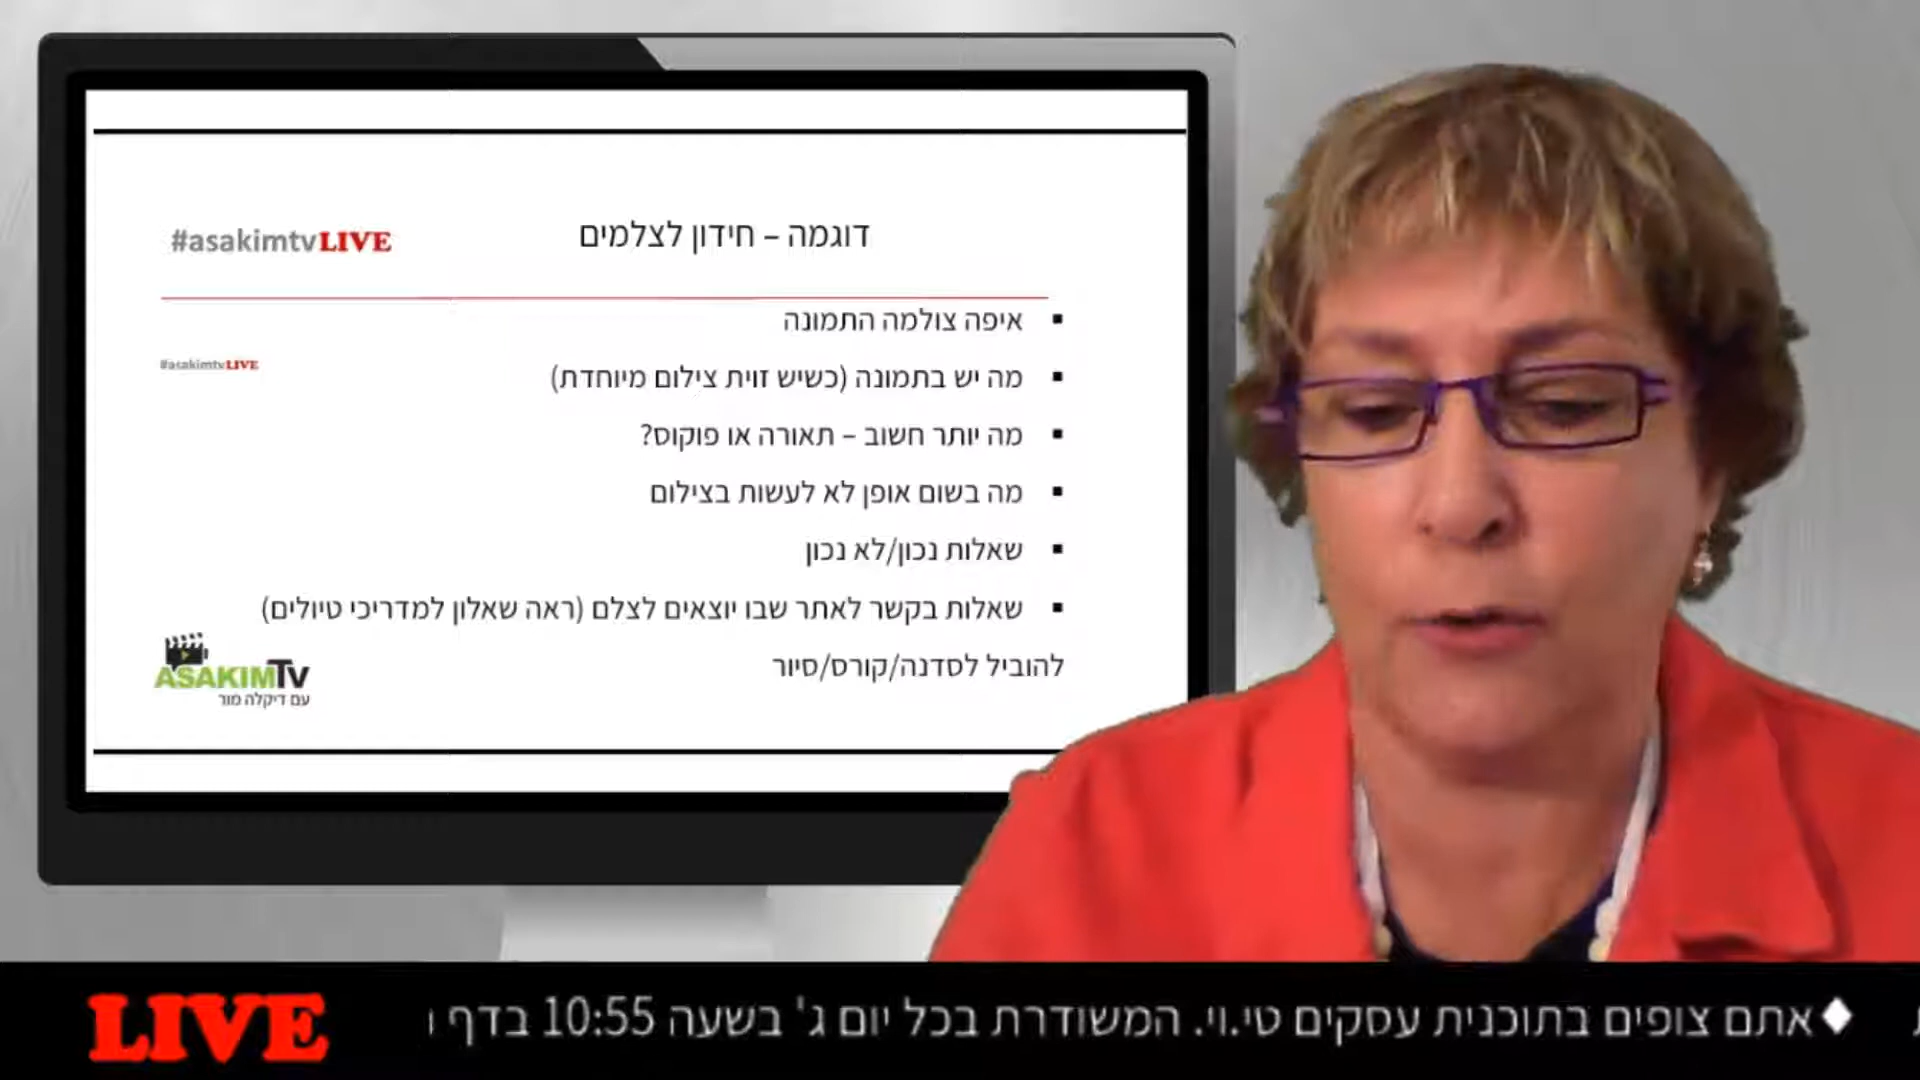 דוגמה – חידון לצלמים
#asakimtvLIVE
איפה צולמה התמונה
#asakimtvLIVE
מה יש בתמונה (כשיש זוית צילום מיוחדת)
מה יותר חשוב – תאורה או פוקוס?
מה בשום אופן לא לעשות בצילום
שאלות נכון/לא נכון
שאלות בקשר לאתר שבו יוצאים לצלם (ראה שאלון למדריכי טיולים)
להוביל לסדנה/קורס/סיור
ASAKIMTV
עם דיקלה מור
♦אתם צופים בתוכנית עסקים טי.וי. המשודרת בכל יום ג' בשעה 10:55 בדף
LIVE